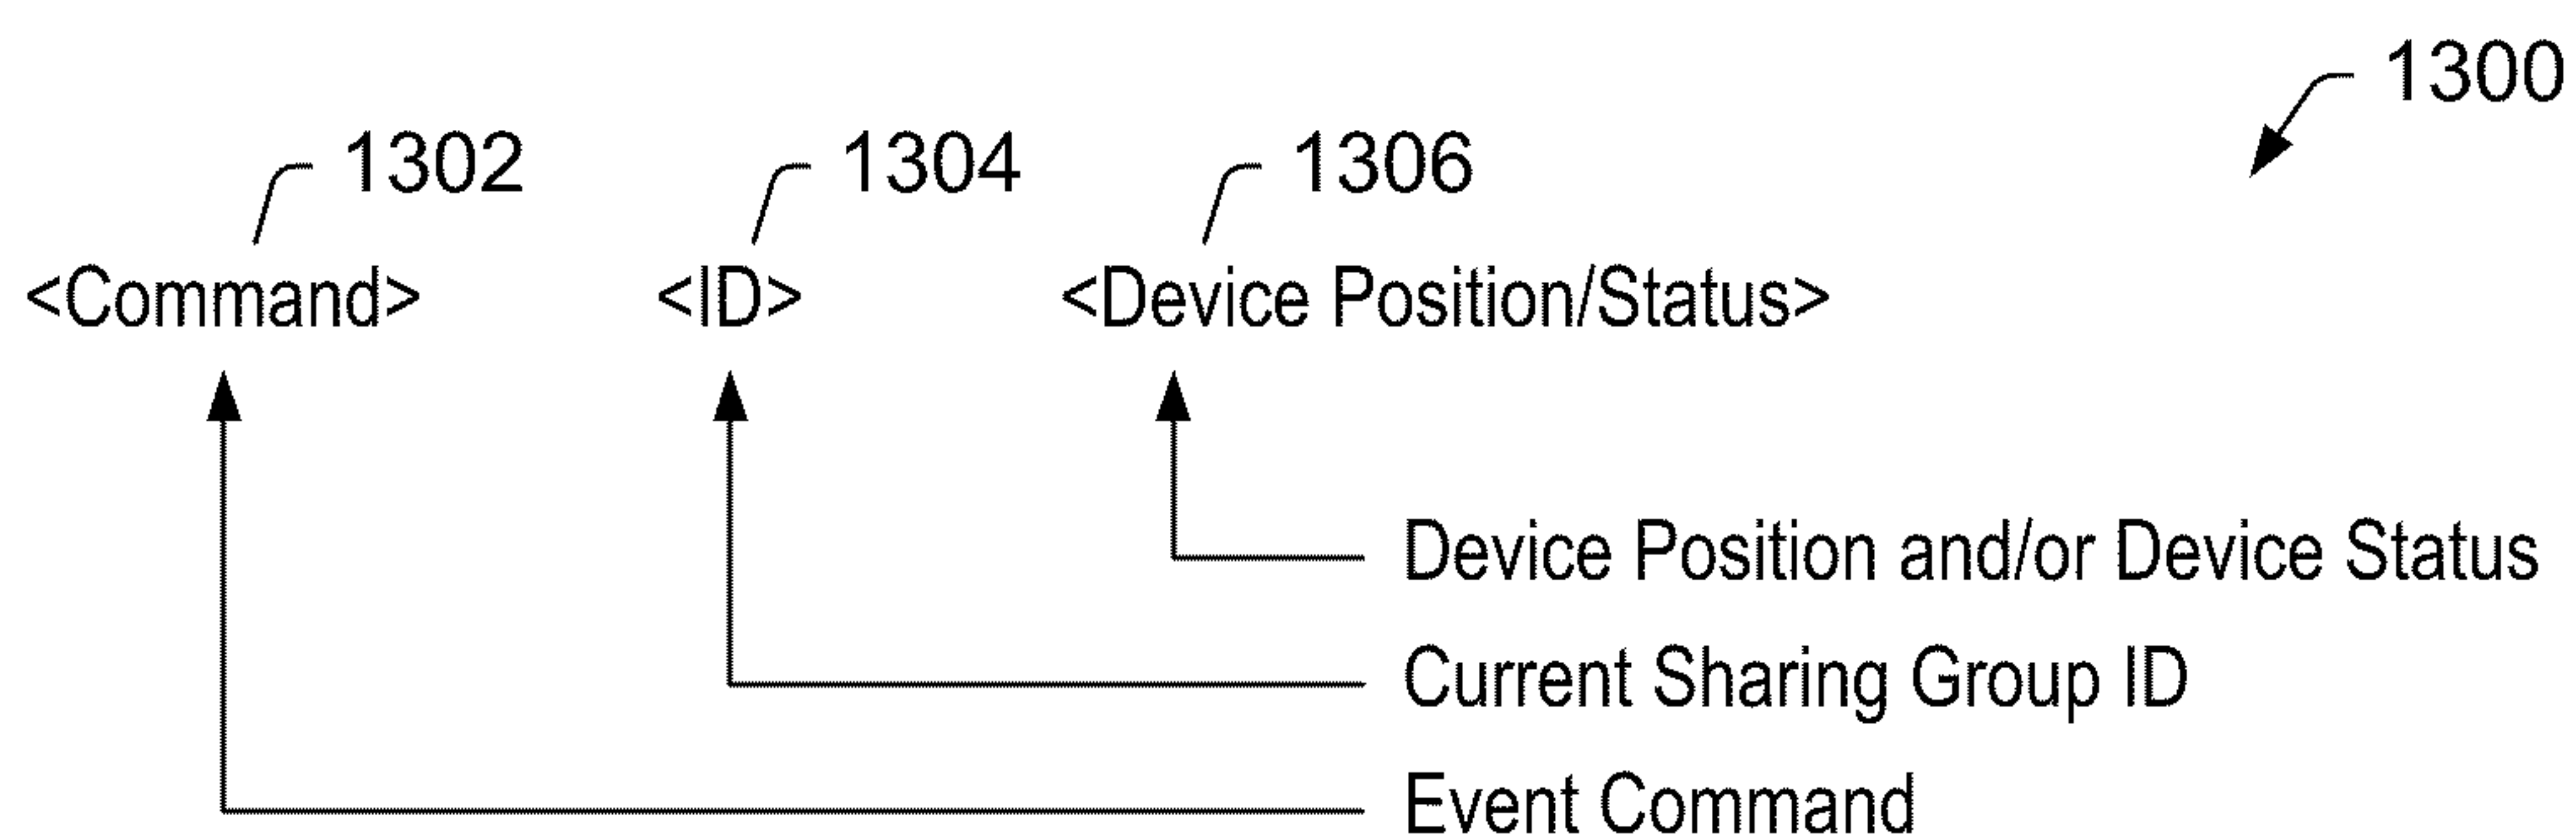 1300
1302 1304 1306
<Command> <ID> <Device Position/Status>
Device Position and/or Device Status
Current Sharing Group ID
Event Command